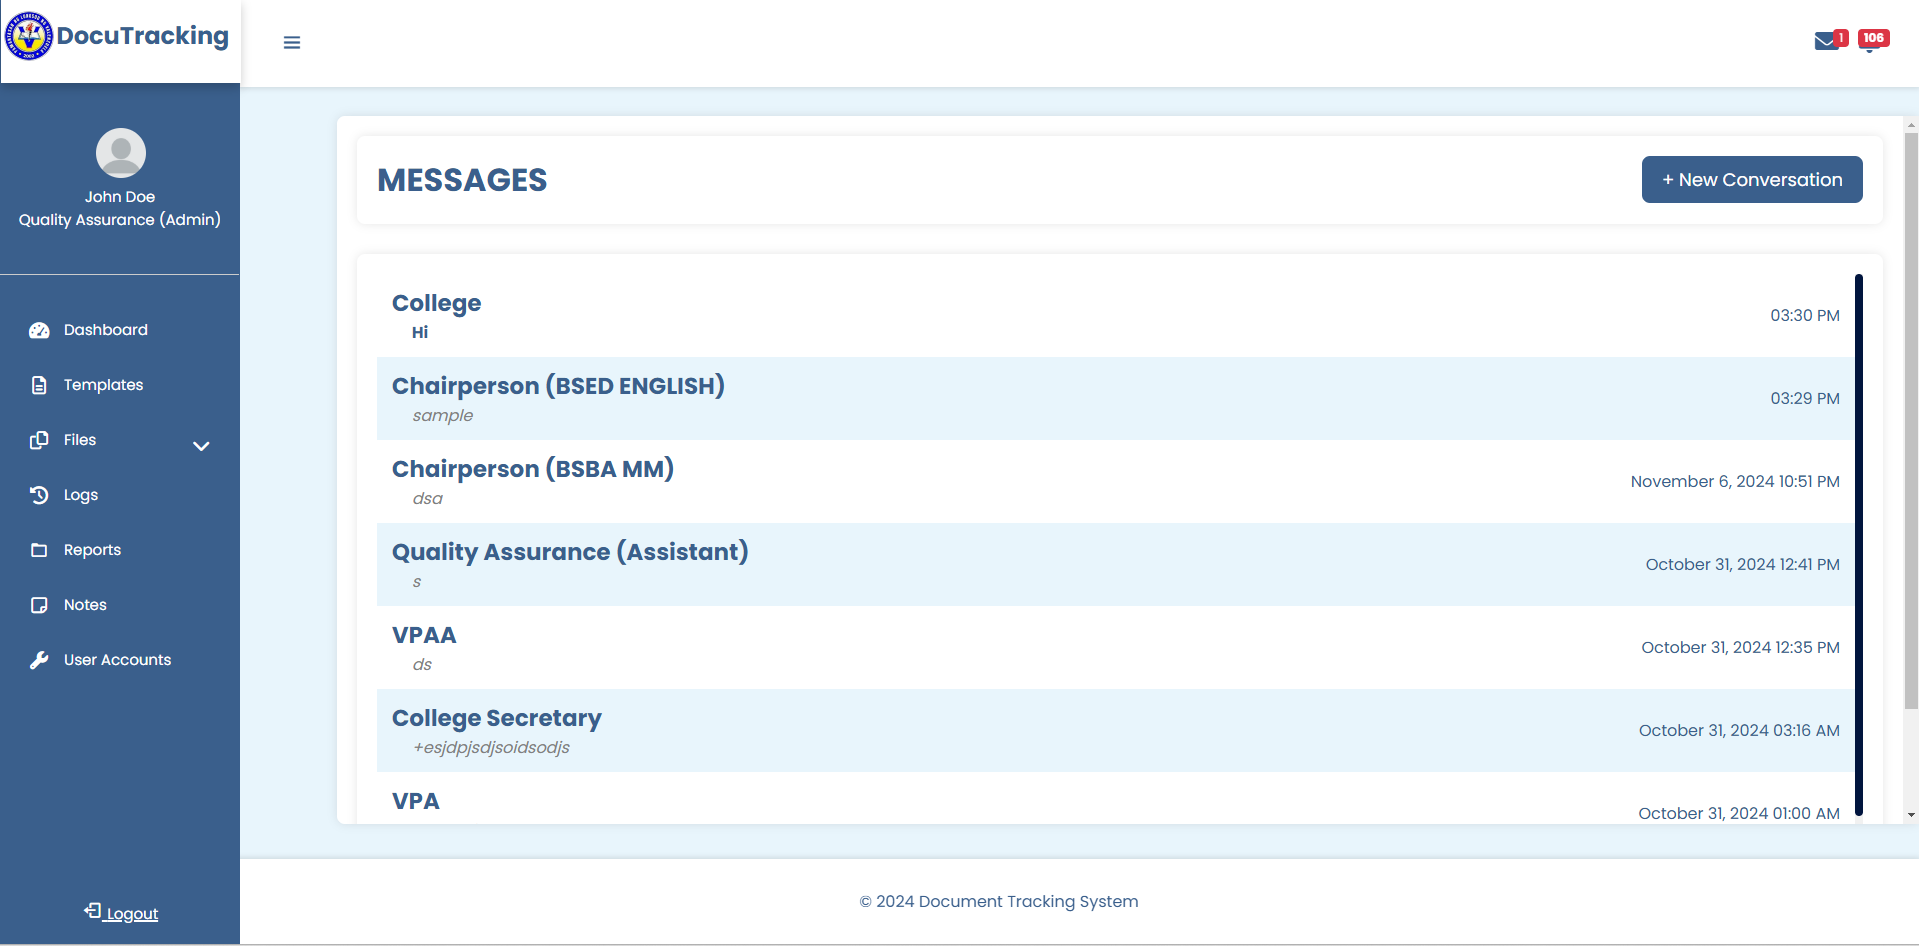 DocuTracking
1
106
John Doe
Quality Assurance (Admin)
Dashboard
Templates
Files
Logs
Reports
Notes
User Accounts
Logout
MESSAGES
+ New Conversation
College
Hi
03:30 PM
Chairperson (BSED ENGLISH)
sample
03:29 PM
Chairperson (BSBA MM)
dsa
November 6, 2024 10:51 PM
Quality Assurance (Assistant)
s
October 31, 2024 12:41 PM
VPAA
ds
October 31, 2024 12:35 PM
College Secretary
+esjdpjsdjsoidsodjs
October 31, 2024 03:16 AM
VPA
October 31, 2024 01:00 AM
© 2024 Document Tracking System